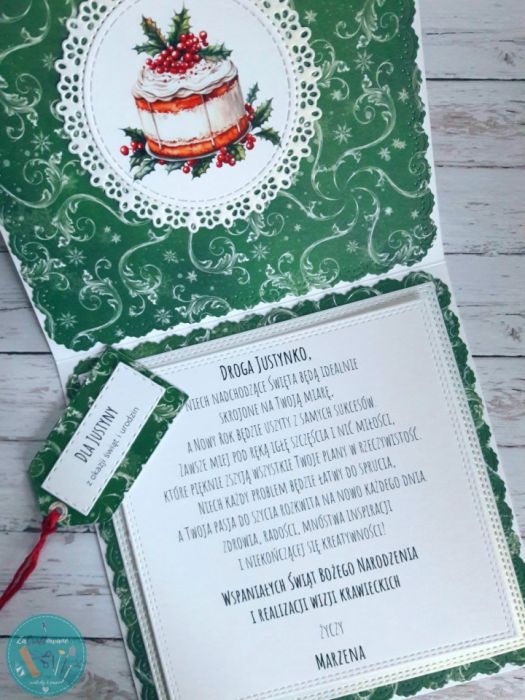 Droga Justynko,
niech nadchodzące Święta będą idealnie
skrojone na Twoją miarę,
a Nowy Rok będzie uszyty z samych sukcesów.
Zawsze miej pod ręką igłę szczęścia i nić miłości,
które pięknie zszyją wszystkie Twoje plany w rzeczywistość.
Niech każdy problem będzie łatwy do sprucia,
a Twoja pasja do szycia rozkwita na nowo każdego dnia
zdrowia, radości, mnóstwa inspiracji
i niekończącej się kreatywności!
Wspaniałych Świąt Bożego Narodzenia
i realizacji wizji krawieckich
życzy
Marzena
Dla Justyny
z okazji świąt i urodzin